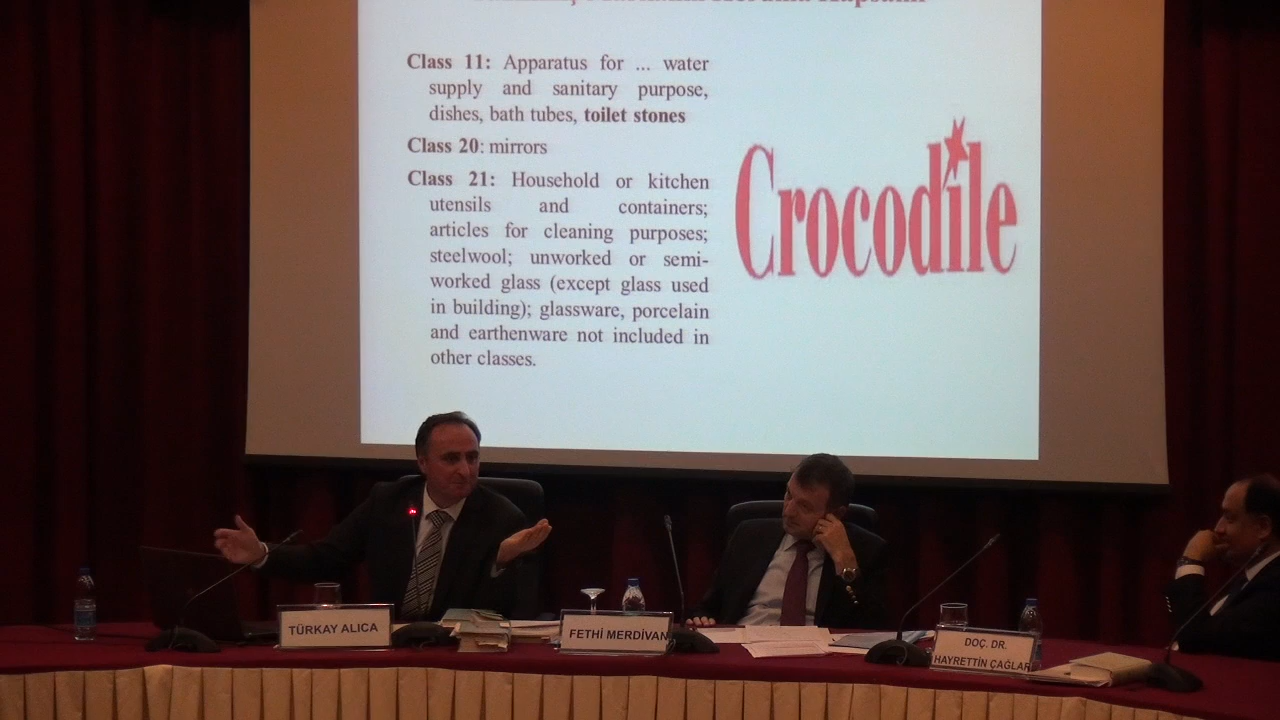 Class 11: Apparatus for ... water
supply and sanitary purpose,
dishes, bath tubes, toilet stones
Class 20: mirrors
Class 21: Household or kitchen
utensils and containers;
articles for cleaning purposes;
steelwool; unworked or semi-
worked glass (except glass used
in building); glassware, porcelain
and earthenware not included in
other classes.
Crocodile
TÜRKAY ALICA
FETHİ MERDİVAN
DOÇ. DR.
HAYRETTİN ÇAĞLAR